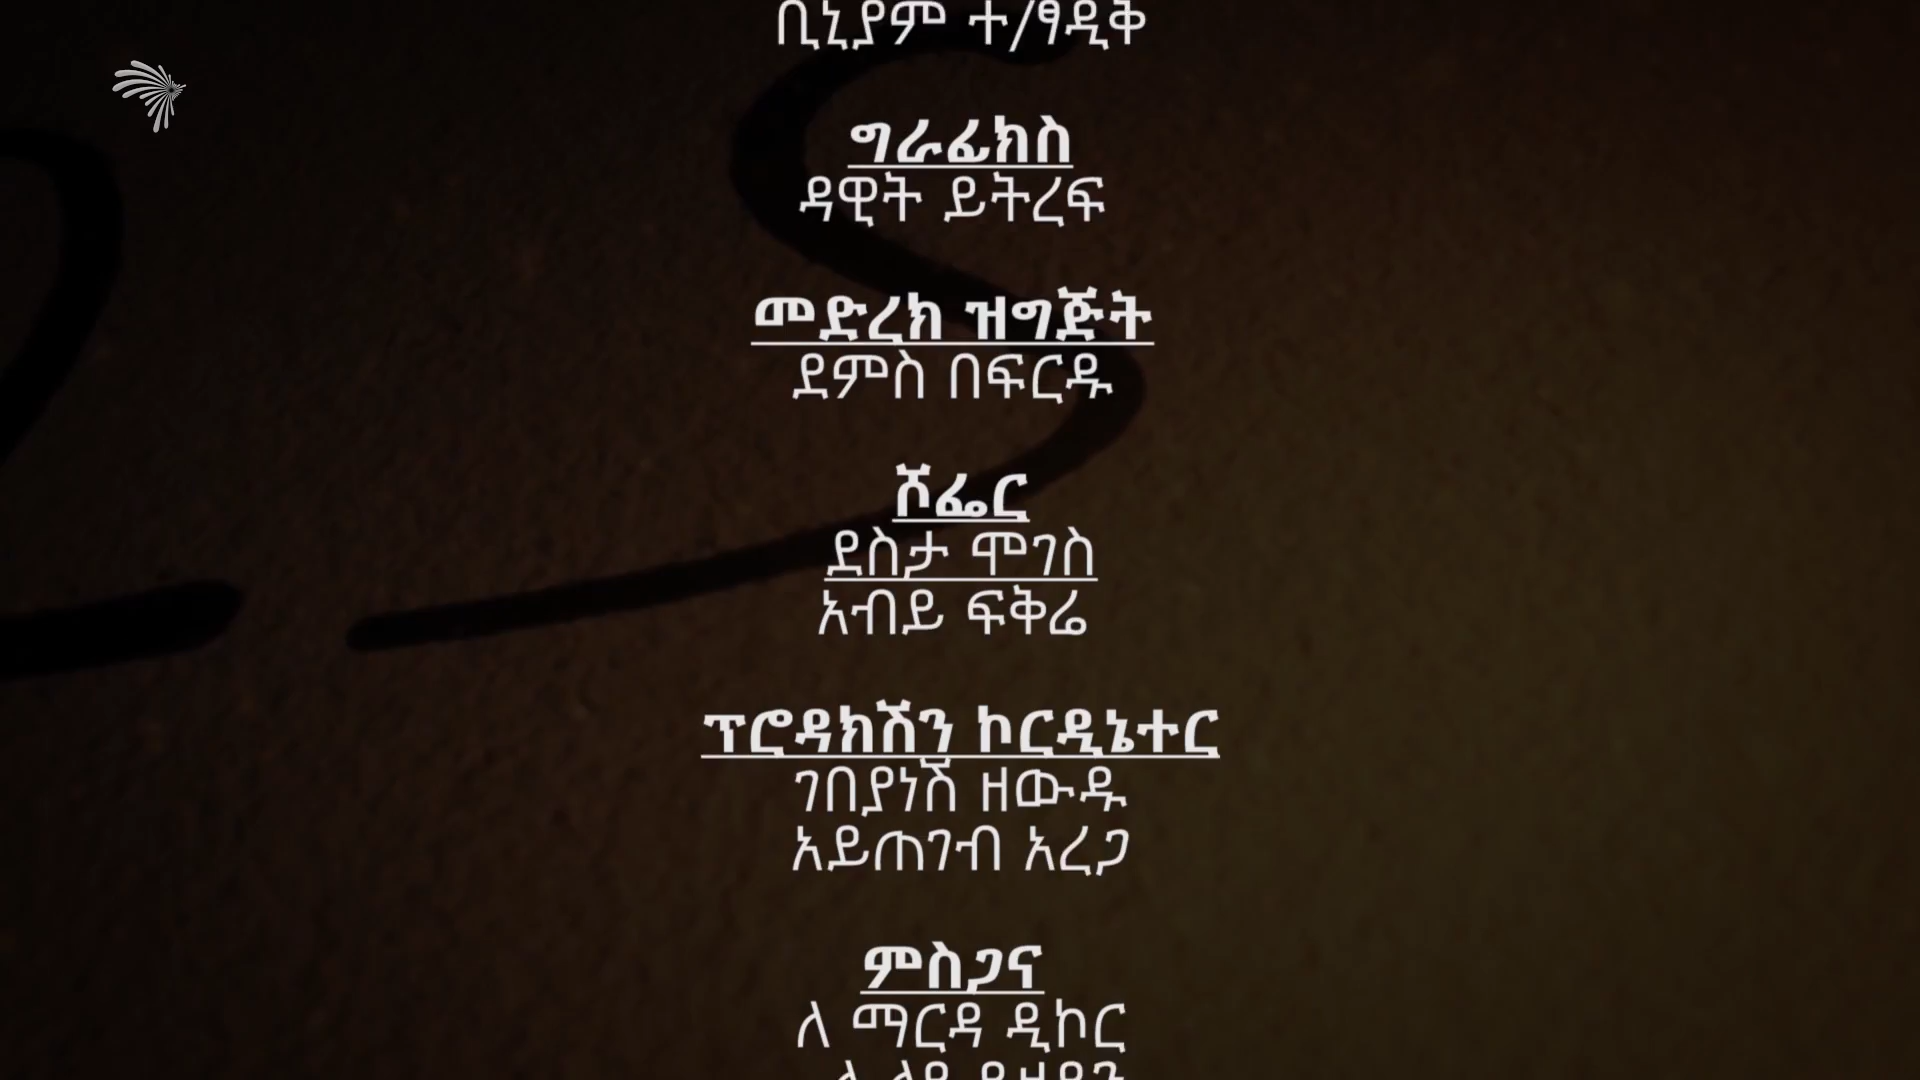 ቢኒያም ተ/ፃዲቅ
ግራፊክስ
ዳዊት ይትረፍ
መድረክ ዝግጅት
ደምስ በፍርዱ
ሾፌር
ደስታ ሞገስ
አብይ ፍቅሬ
ፕሮዳክሽን ኮርዲኔተር
ገበያነሽ ዘውዱ
አይጠገብ አረጋ
ምስጋና
ለ ማርዳ ዲኮር